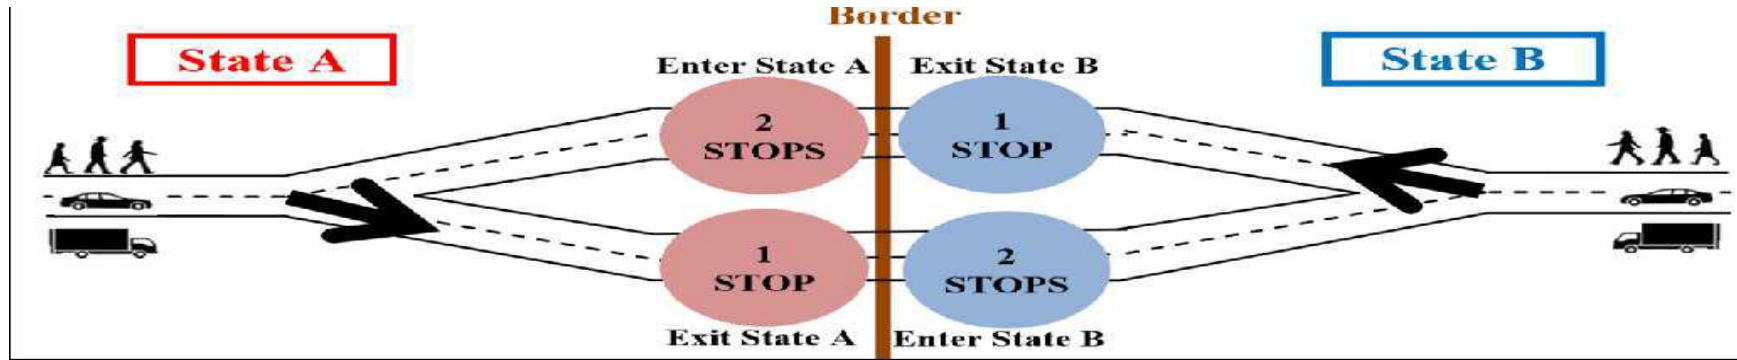 Border
State A
State B
Enter State A
Exit State B
2
STOPS
1
STOP
1
STOP
2
STOPS
Exit State A
Enter State B